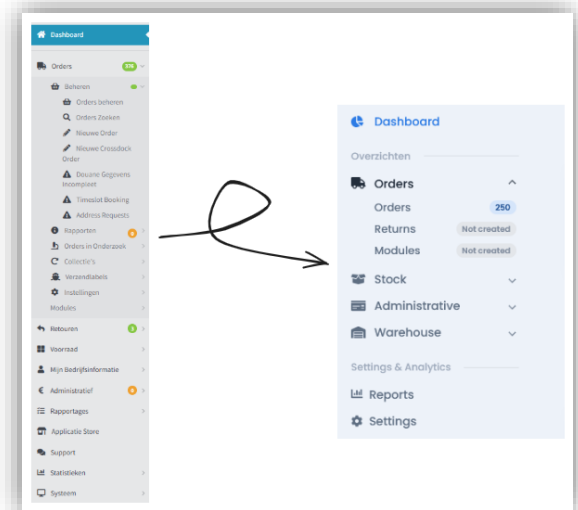 Dashboard
Orders 376
Beheren
Orders beheren
Orders Zoeken
Nieuwe Order
Nieuwe Crossdock
Order
Douane Gegevens
Incompleet
Timeslot Booking
Address Requests
Rapporten 0
Orders in Onderzoek
Collectie's
Verzendlabels
Instellingen
Modules
Retouren 3
Voorraad
Mijn Bedrijfsinformatie
Administratief 0
Rapportages
Applicatie Store
Support
Statistieken
Systeem
Dashboard
Overzichten
Orders
Orders 250
Returns Not created
Modules Not created
Stock
Administrative
Warehouse
Settings & Analytics
Reports
Settings